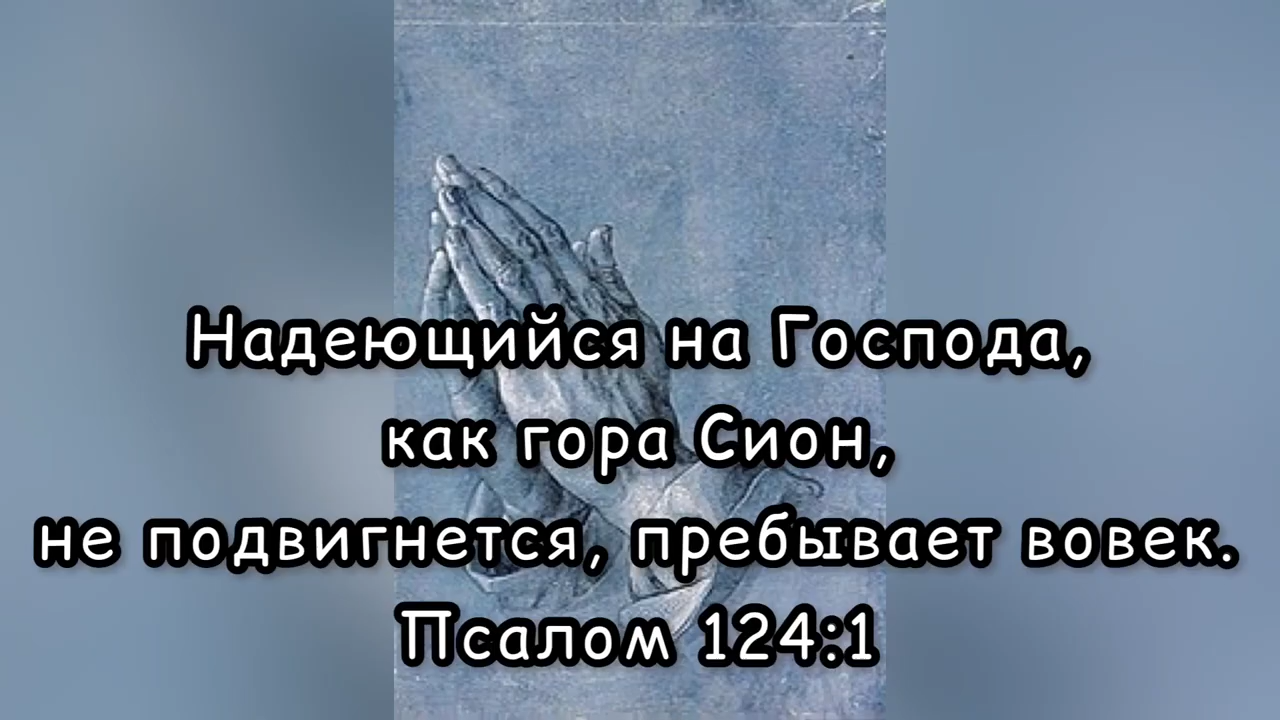 Надеющийся на Господа,
как гора Сион,
не подвигнется, пребывает вовек.
Псалом 124:1